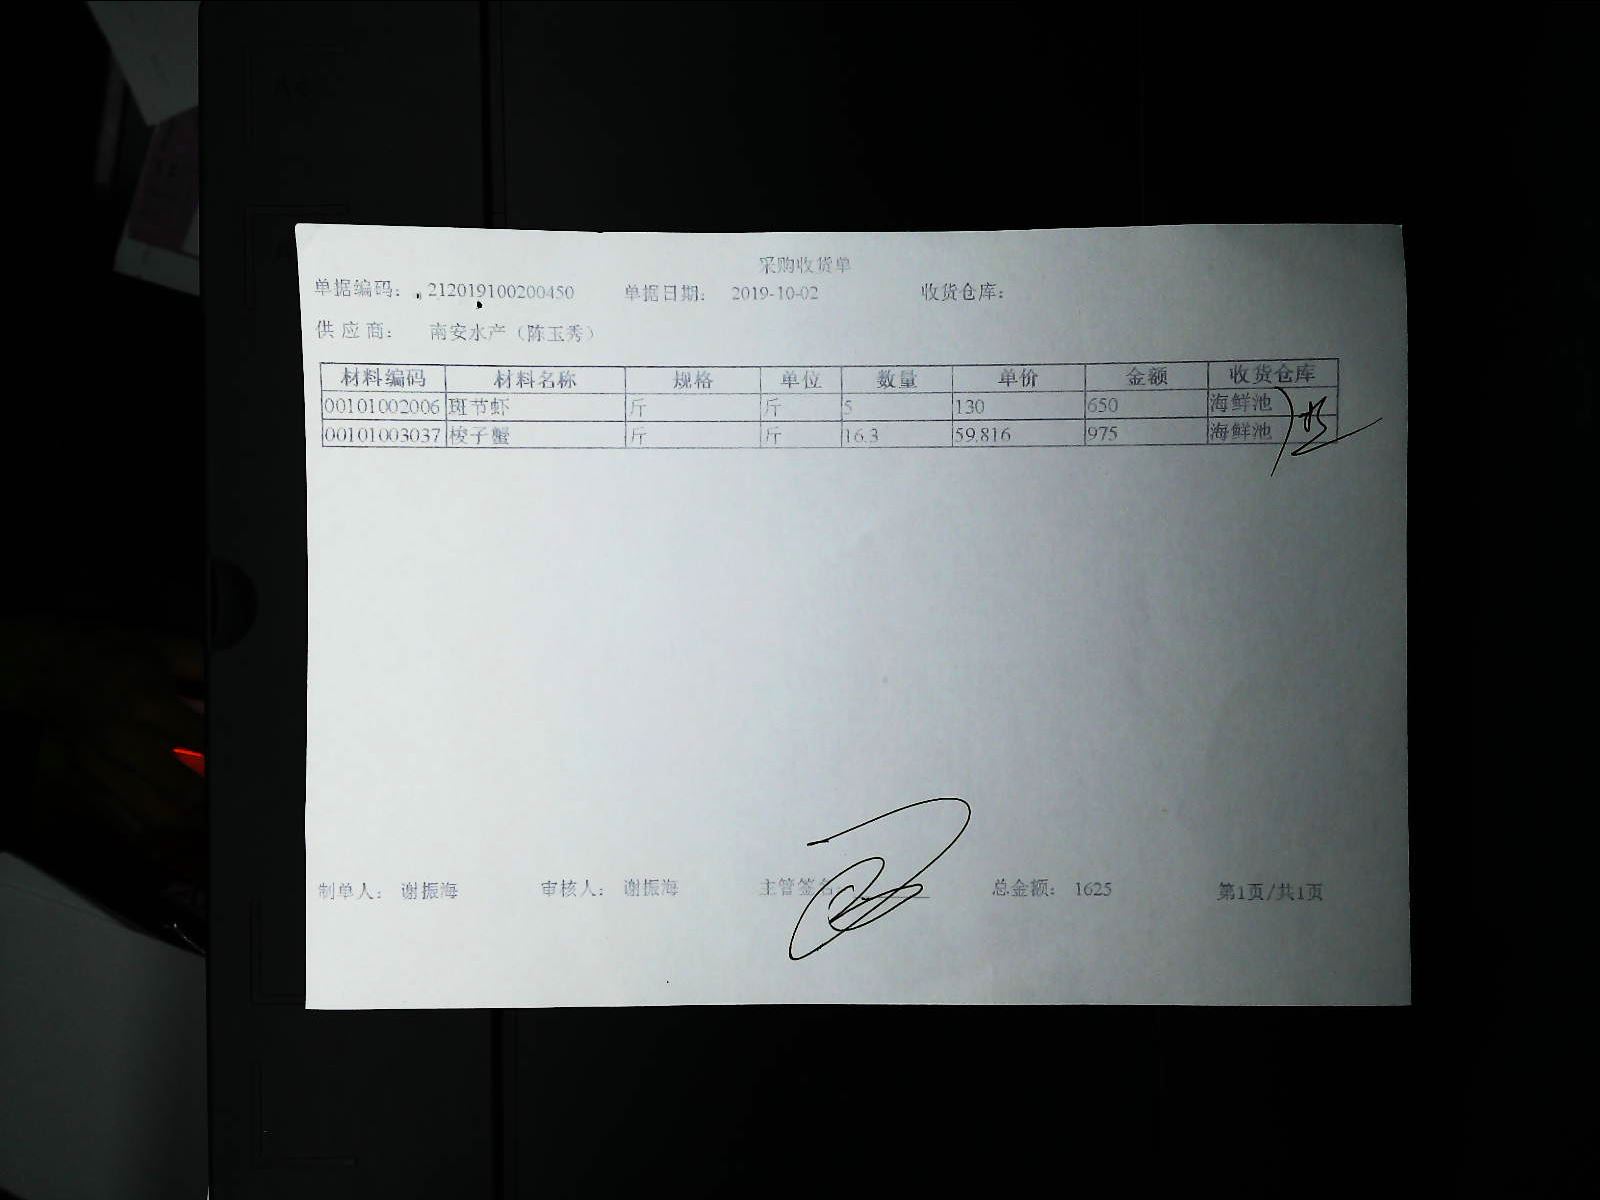 采购收货单
单据编码： 212019100200450 单据日期： 2019-10-02 收货仓库：
供应商： 南安水产（陈玉秀）
材料编码 材料名称 规格 单位 数量 单价 金额 收货仓库
00101002006 斑节虾 斤 斤 5 130 650 海鲜池
00101003037 梭子蟹 斤 斤 16.3 59.816 975 海鲜池
制单人： 谢振海 审核人： 谢振海 主管签名 总金额： 1625 第1页/共1页